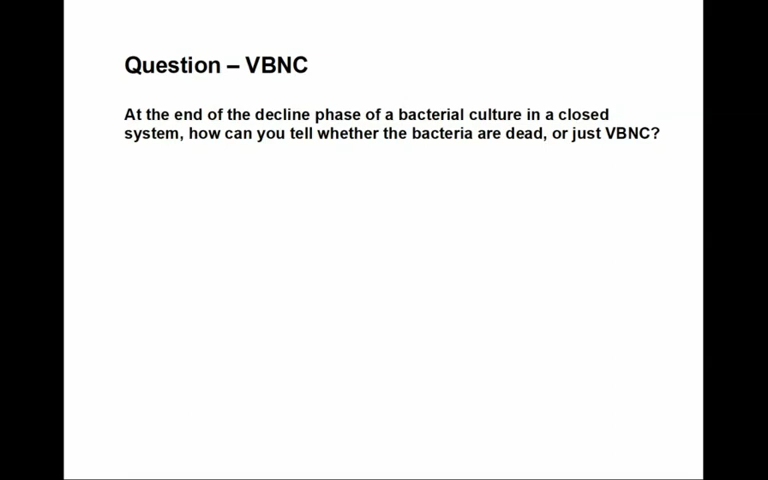 Question – VBNC
At the end of the decline phase of a bacterial culture in a closed
system, how can you tell whether the bacteria are dead, or just VBNC?